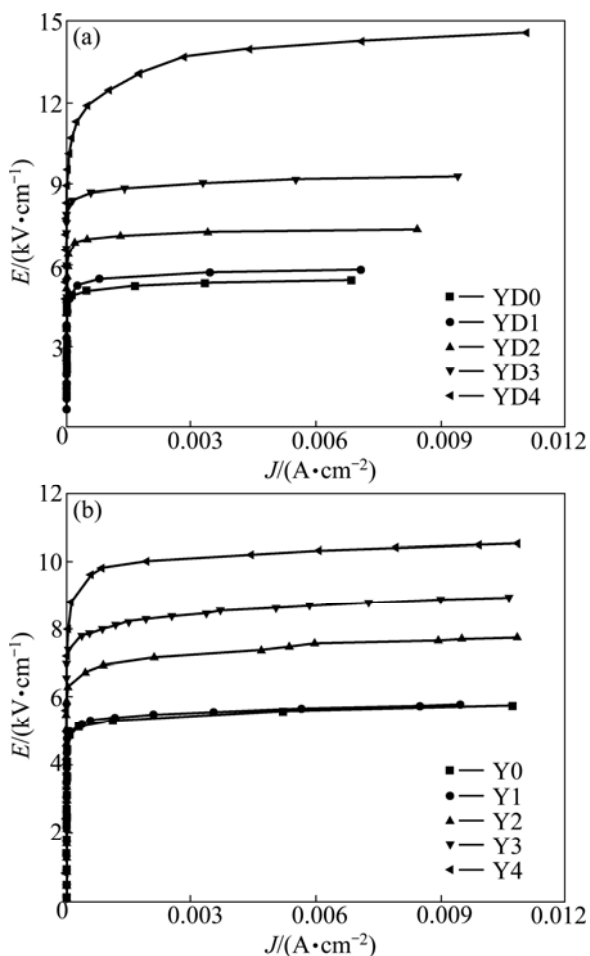 (a)
15
12
9
6
3
0
E/(kV•cm⁻¹)
YD0
YD1
YD2
YD3
YD4
0 0.003 0.006 0.009 0.012
J/(A•cm⁻²)
(b)
12
10
8
6
4
2
0
E/(kV•cm⁻¹)
Y0
Y1
Y2
Y3
Y4
0.003 0.006 0.009 0.012
J/(A•cm⁻²)